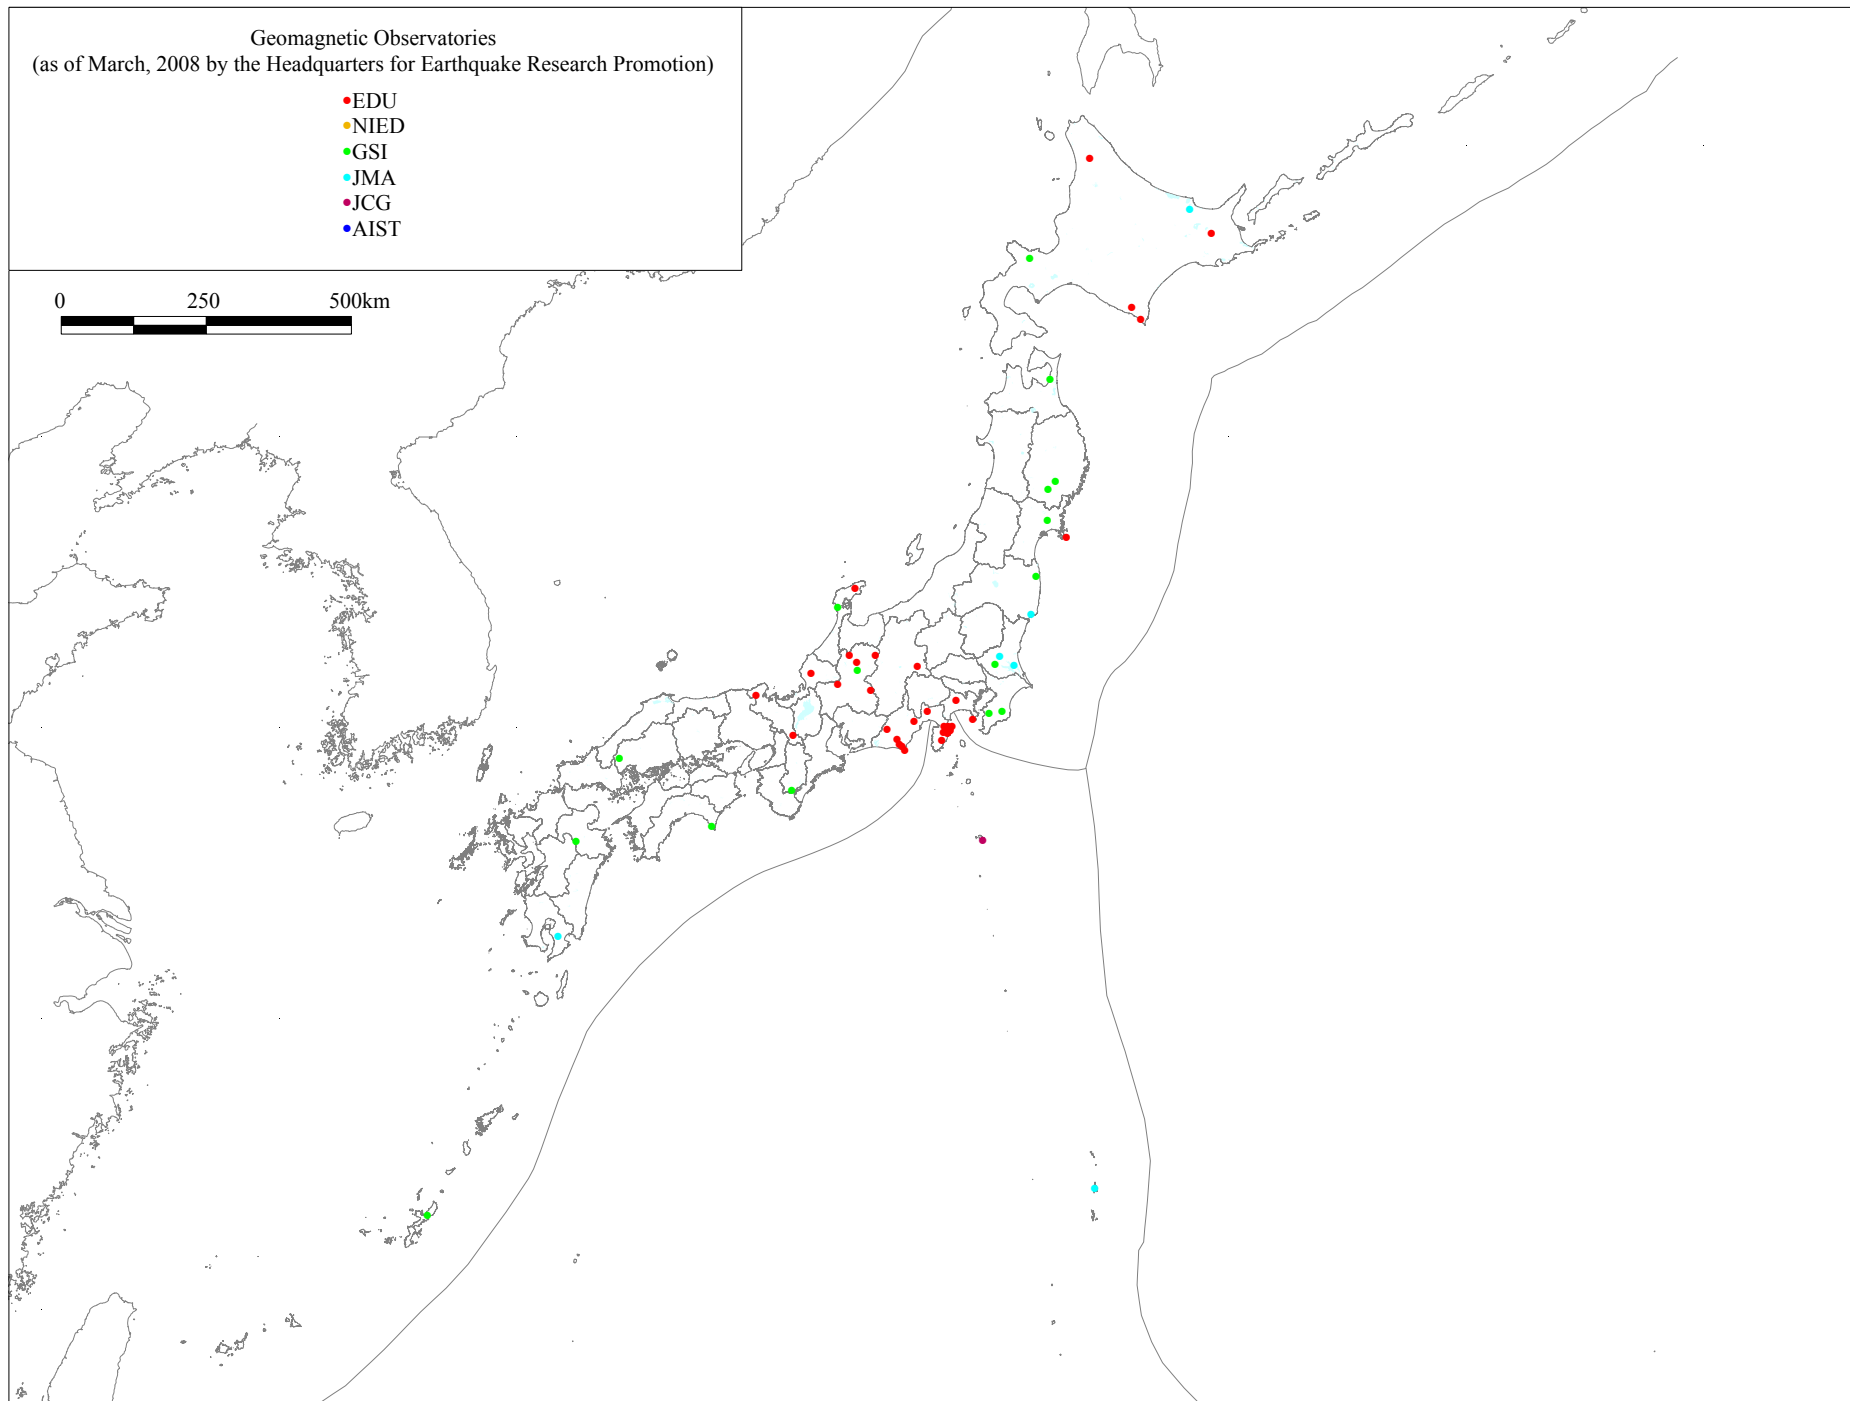 Geomagnetic Observatories
(as of March, 2008 by the Headquarters for Earthquake Research Promotion)
EDU
NIED
GSI
JMA
JCG
AIST
0 250 500km